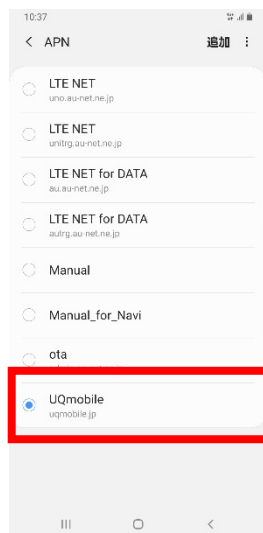 10:37
APN
追加
LTE NET
uno.au-net.ne.jp
LTE NET
unitrg.au-net.ne.jp
LTE NET for DATA
au.au-net.ne.jp
LTE NET for DATA
autrg.au-net.ne.jp
Manual
Manual_for_Navi
ota
UQmobile
uqmobile.jp